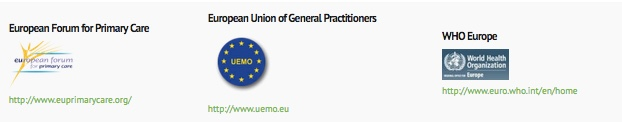 European Forum for Primary Care
european forum
for primary care
http://www.euprimarycare.org/
European Union of General Practitioners
UEMO
http://www.uemo.eu
WHO Europe
World Health
Organization
Europe
http://www.euro.who.int/en/home